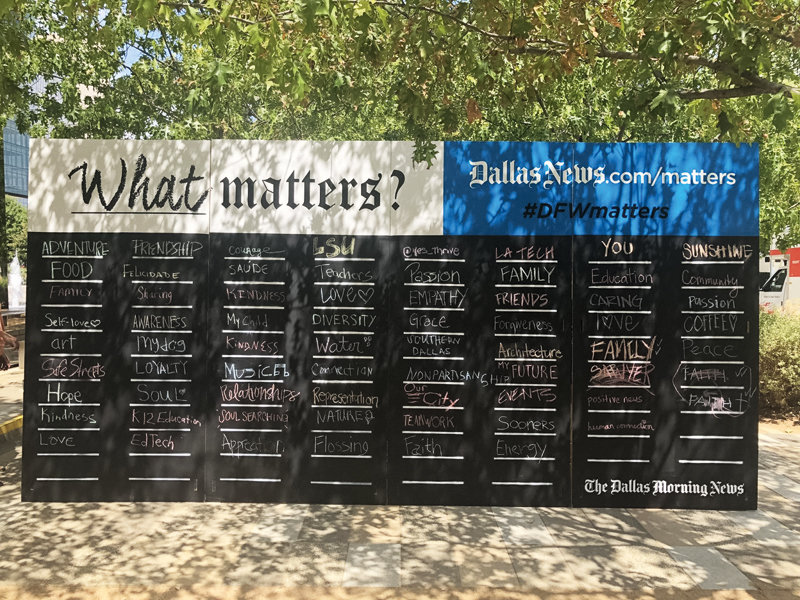 What matters?
DallasNews.com/matters
#DFWmatters
ADVENTURE
FOOD
FAMILY
Self-love
art
Safe Streets
Hope
Kindness
Love
FRIENDSHIP
FELICIDADE
Sharing
AWARENESS
My dog
LOYALTY
Soul
K12 Education
EdTech
Courage
SAÚDE
KINDNESS
My Child
KINDNESS
Relationships
SOUL SEARCHING
LSU
Teachers
LOVE
DIVERSITY
Water
Connection
Representation
NATURE
Flossing
@yes_thrive
Passion
EMPATHY
Grace
SOUTHERN DALLAS
NONPARTISANSHIP
Our City
TEAMWORK
Faith
LA TECH
FAMILY
FRIENDS
Forgiveness
Architecture
MY FUTURE
EVENTS
Sooners
Energy
YOU
Education
CARING
love
FAMILY
positive news
human connection
SUNSHINE
Community
Passion
COFFEE
Peace
FAITH
FAITH
The Dallas Morning News